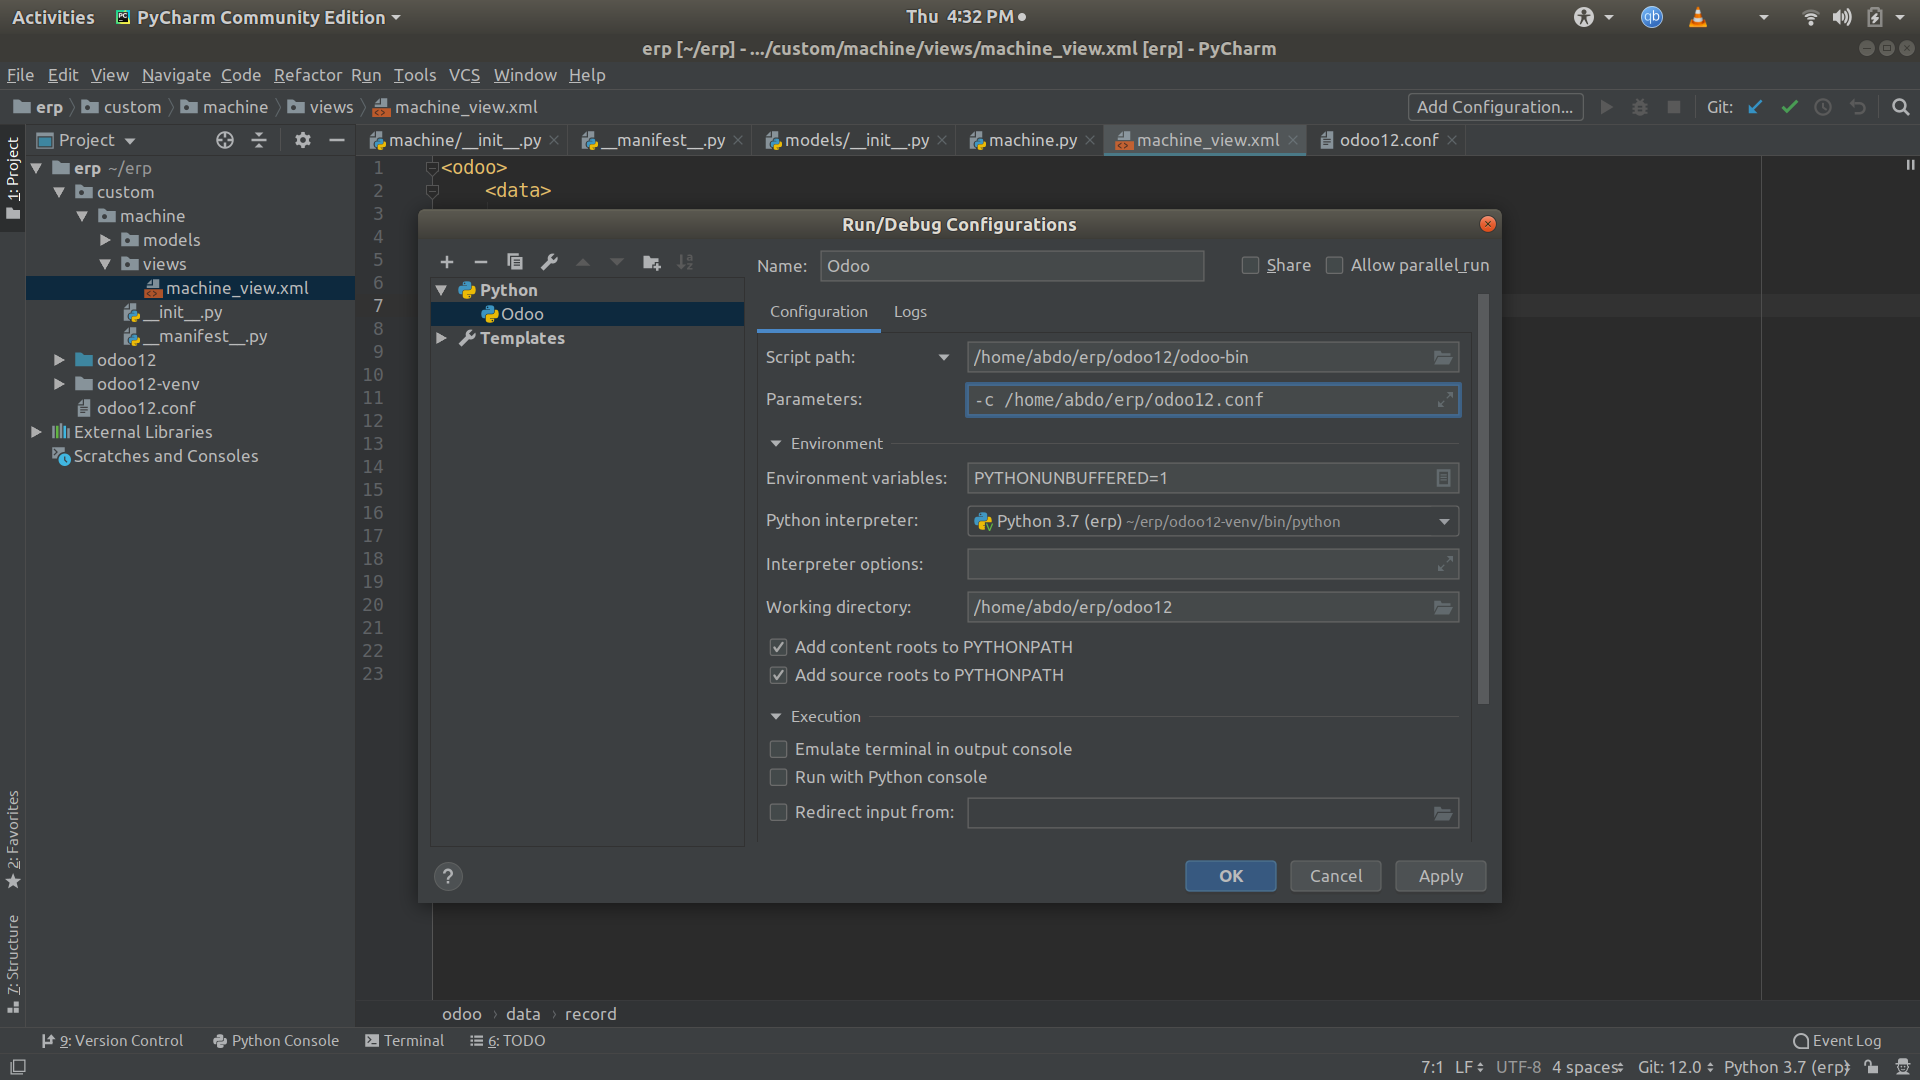 Activities PyCharm Community Edition Thu 4:32 PM
erp [~/erp] - .../custom/machine/views/machine_view.xml [erp] - PyCharm
File Edit View Navigate Code Refactor Run Tools VCS Window Help
erp custom machine views machine_view.xml Add Configuration... Git:
Project machine/__init__.py __manifest__.py models/__init__.py machine.py machine_view.xml odoo12.conf
1: Project
erp ~/erp
custom
machine
models
views
machine_view.xml
__init__.py
__manifest__.py
odoo12
odoo12-venv
odoo12.conf
External Libraries
Scratches and Consoles
2: Favorites
7: Structure
1 <odoo>
2 <data>
3
4
5
6
7
8
9
10
11
12
13
14
15
16
17
18
19
20
21
22
23
Run/Debug Configurations
Python
Odoo
Templates
Name: Odoo Share Allow parallel run
Configuration Logs
Script path: /home/abdo/erp/odoo12/odoo-bin
Parameters: -c /home/abdo/erp/odoo12.conf
Environment
Environment variables: PYTHONUNBUFFERED=1
Python interpreter: Python 3.7 (erp) ~/erp/odoo12-venv/bin/python
Interpreter options:
Working directory: /home/abdo/erp/odoo12
Add content roots to PYTHONPATH
Add source roots to PYTHONPATH
Execution
Emulate terminal in output console
Run with Python console
Redirect input from:
? OK Cancel Apply
odoo data record
9: Version Control Python Console Terminal 6: TODO Event Log
7:1 LF UTF-8 4 spaces Git: 12.0 Python 3.7 (erp)